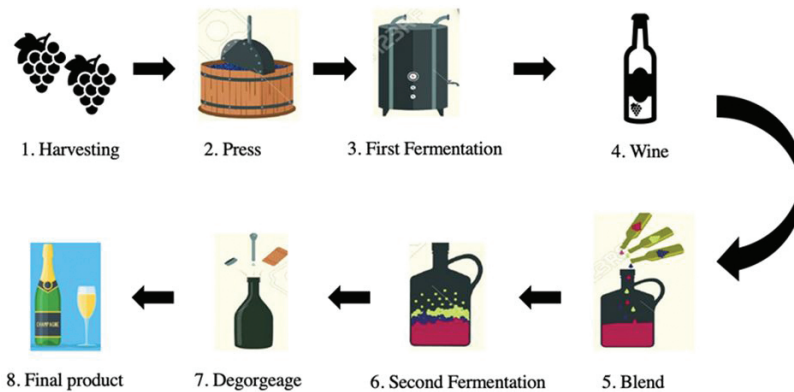 1. Harvesting
2. Press
3. First Fermentation
4. Wine
8. Final product
7. Degorgeage
6. Second Fermentation
5. Blend